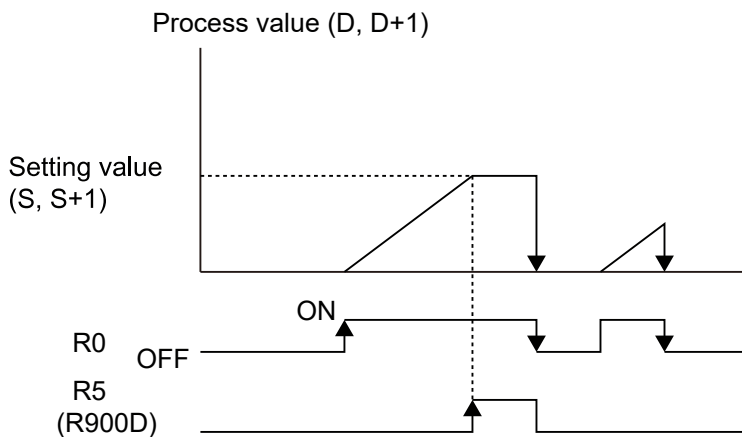 Process value (D, D+1)
Setting value
(S, S+1)
ON
R0
OFF
R5
(R900D)